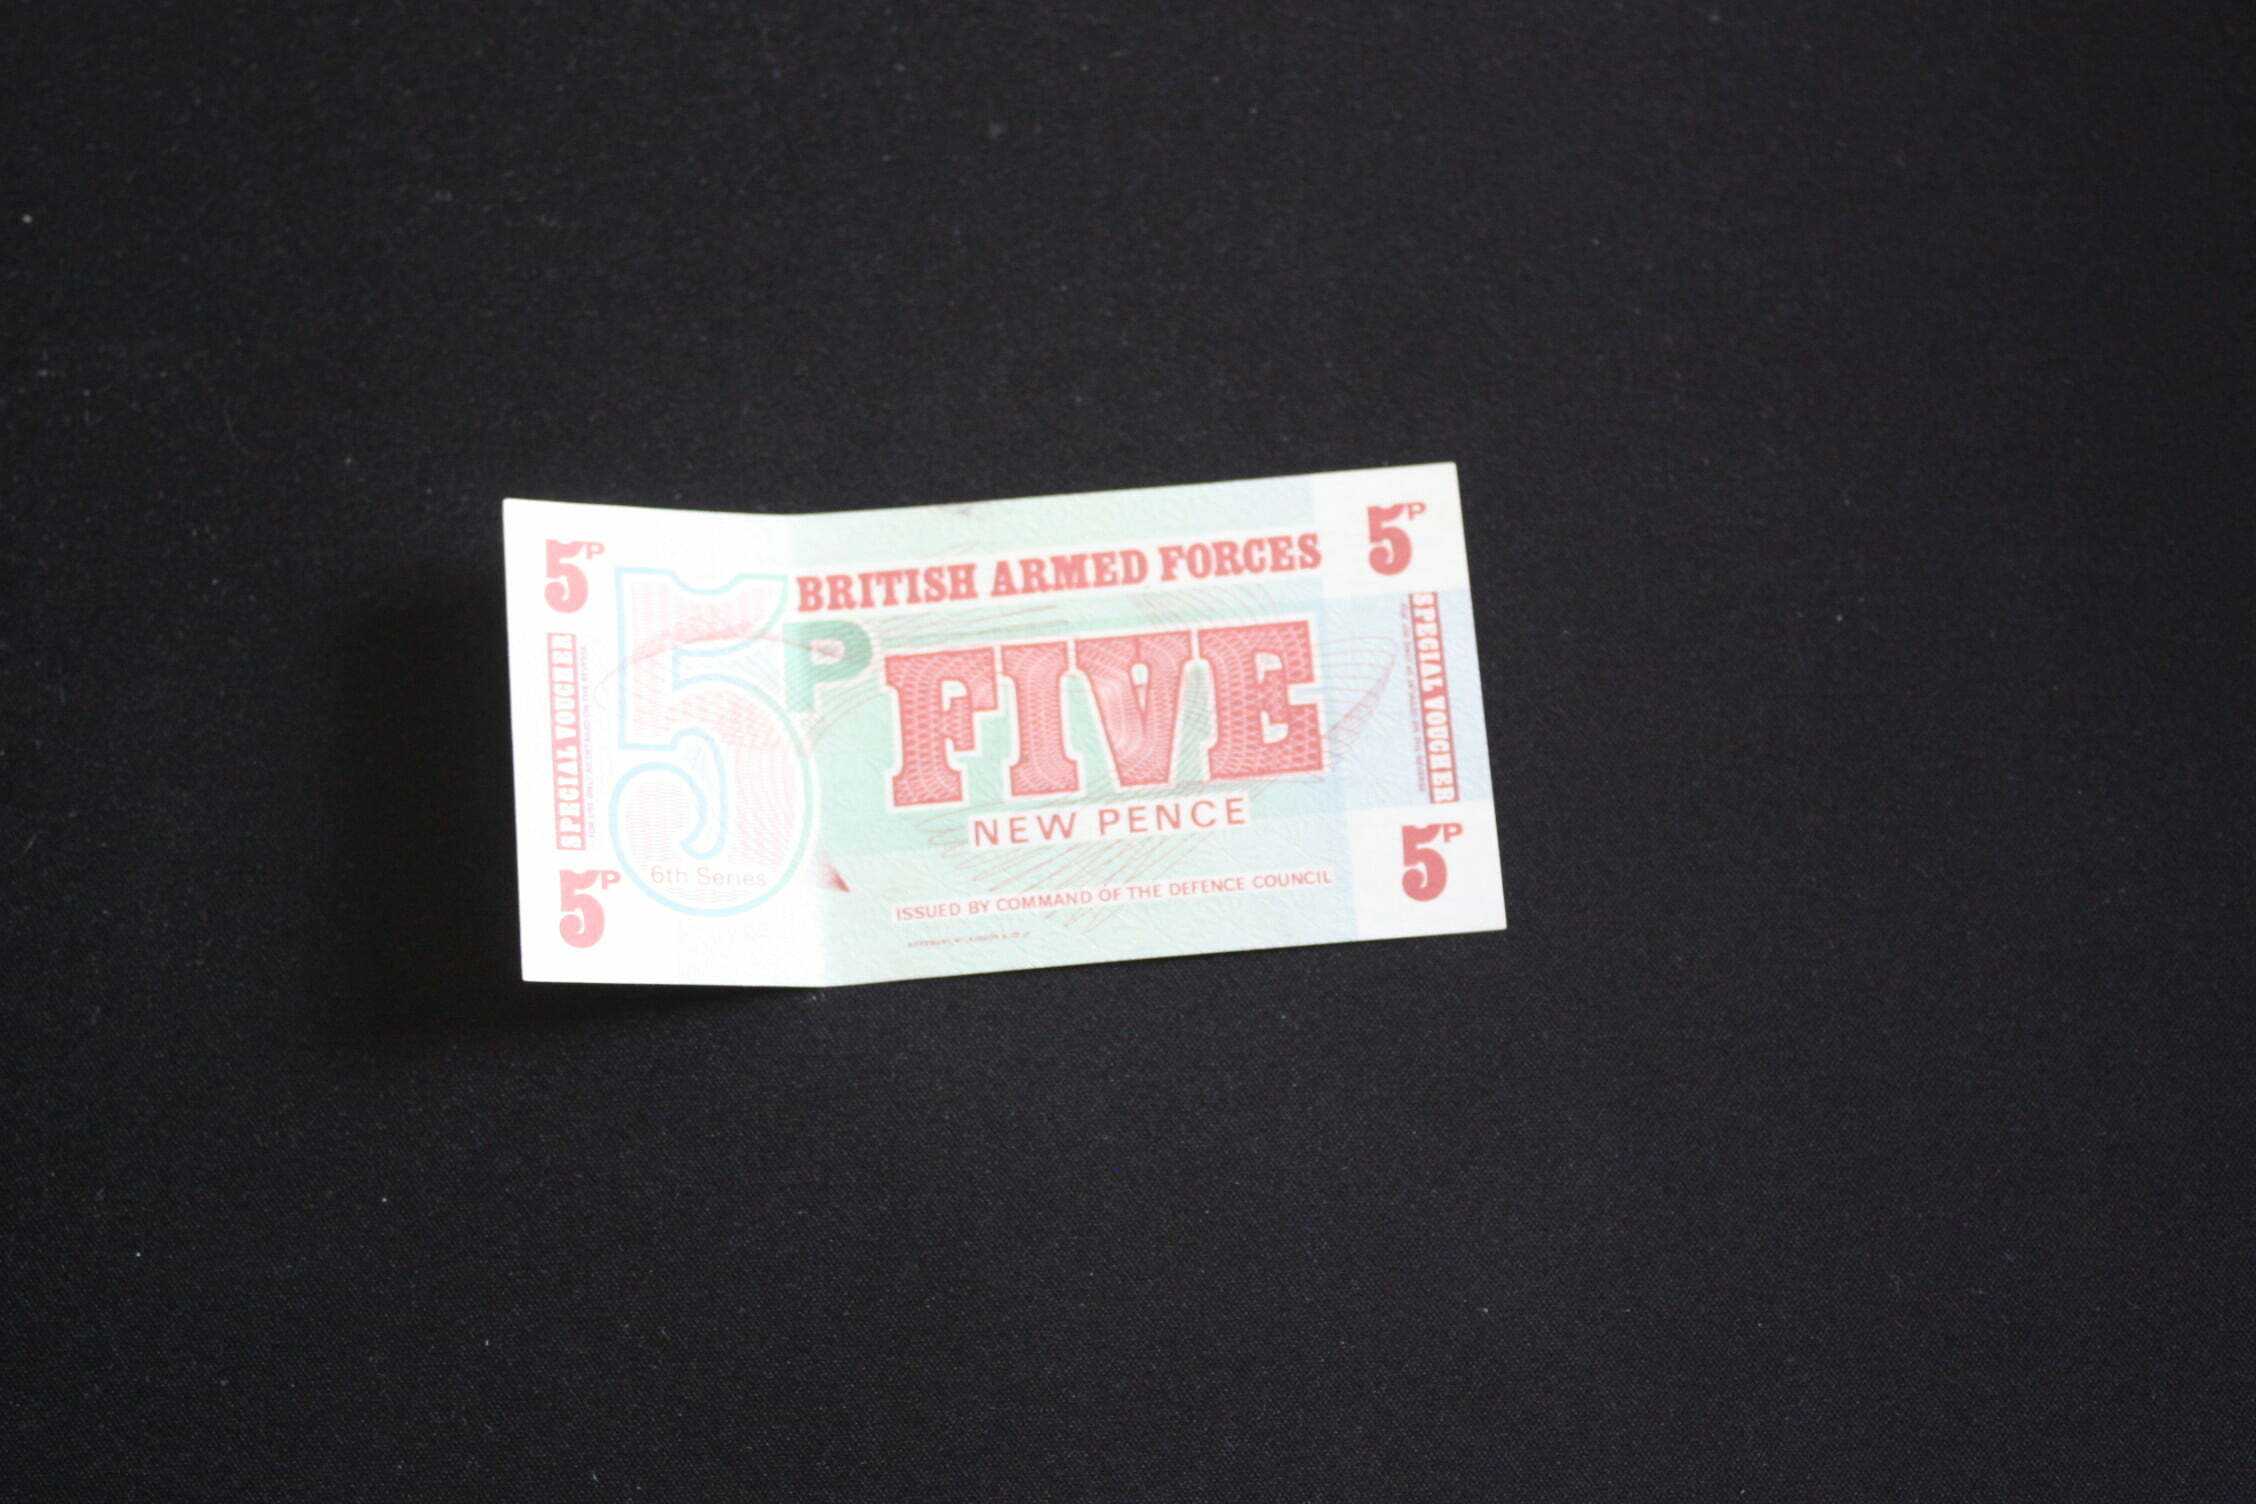 5P
BRITISH ARMED FORCES
5P
5P
FIVE
NEW PENCE
SPECIAL VOUCHER
SPECIAL VOUCHER
6th Series
5P
ISSUED BY COMMAND OF THE DEFENCE COUNCIL
5P